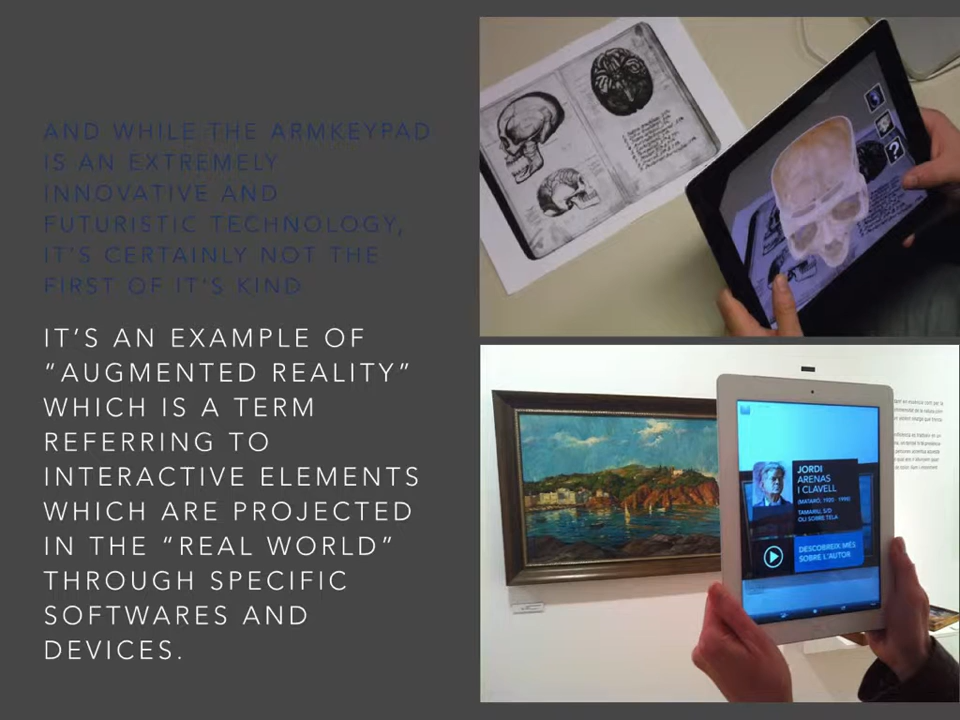 AND WHILE THE ARMKEYPAD
IS AN EXTREMELY
INNOVATIVE AND
FUTURISTIC TECHNOLOGY,
IT'S CERTAINLY NOT THE
FIRST OF IT'S KIND
IT'S AN EXAMPLE OF
"AUGMENTED REALITY"
WHICH IS A TERM
REFERRING TO
INTERACTIVE ELEMENTS
WHICH ARE PROJECTED
IN THE "REAL WORLD"
THROUGH SPECIFIC
SOFTWARES AND
DEVICES.
?
JORDI
ARENAS
I CLAVELL
(MATARÓ, 1920 - 1998)
TAMARIU, S/D
OLI SOBRE TELA
DESCOBREIX MÉS
SOBRE L'AUTOR